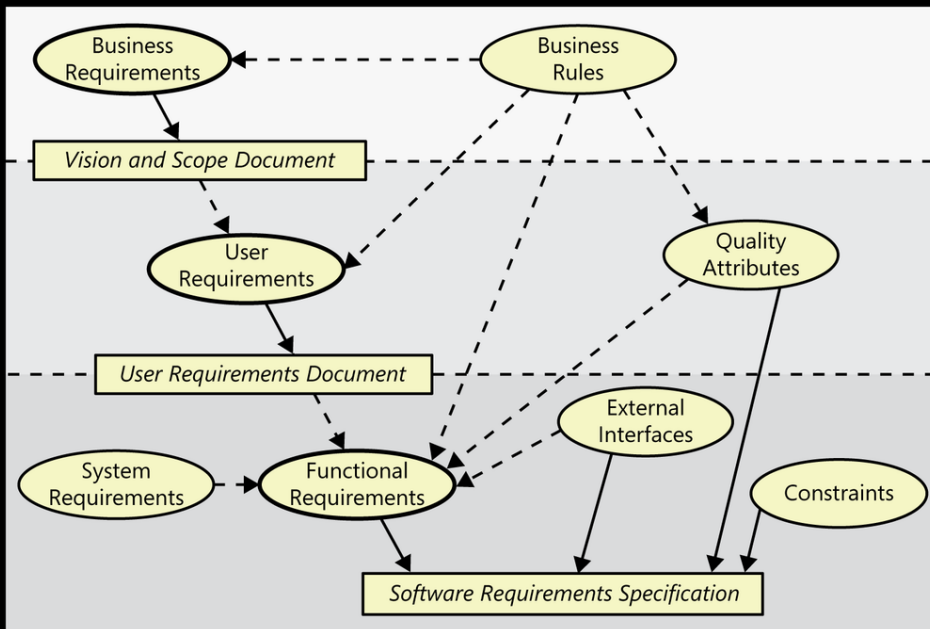 Business
Requirements
Business
Rules
Vision and Scope Document
User
Requirements
Quality
Attributes
User Requirements Document
External
Interfaces
System
Requirements
Functional
Requirements
Constraints
Software Requirements Specification